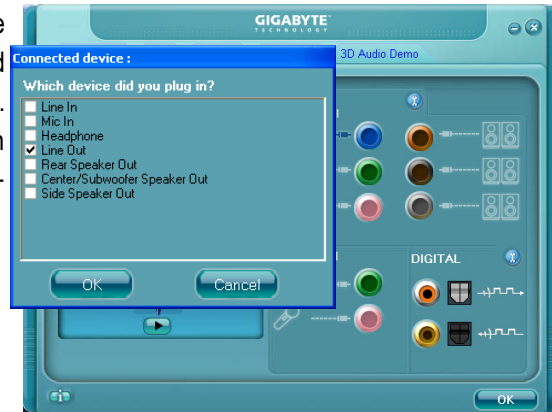 GIGABYTE
TECHNOLOGY
Connected device :
3D Audio Demo
Which device did you plug in?
Line In
Mic In
Headphone
Line Out
Rear Speaker Out
Center/Subwoofer Speaker Out
Side Speaker Out
OK
Cancel
DIGITAL
OK